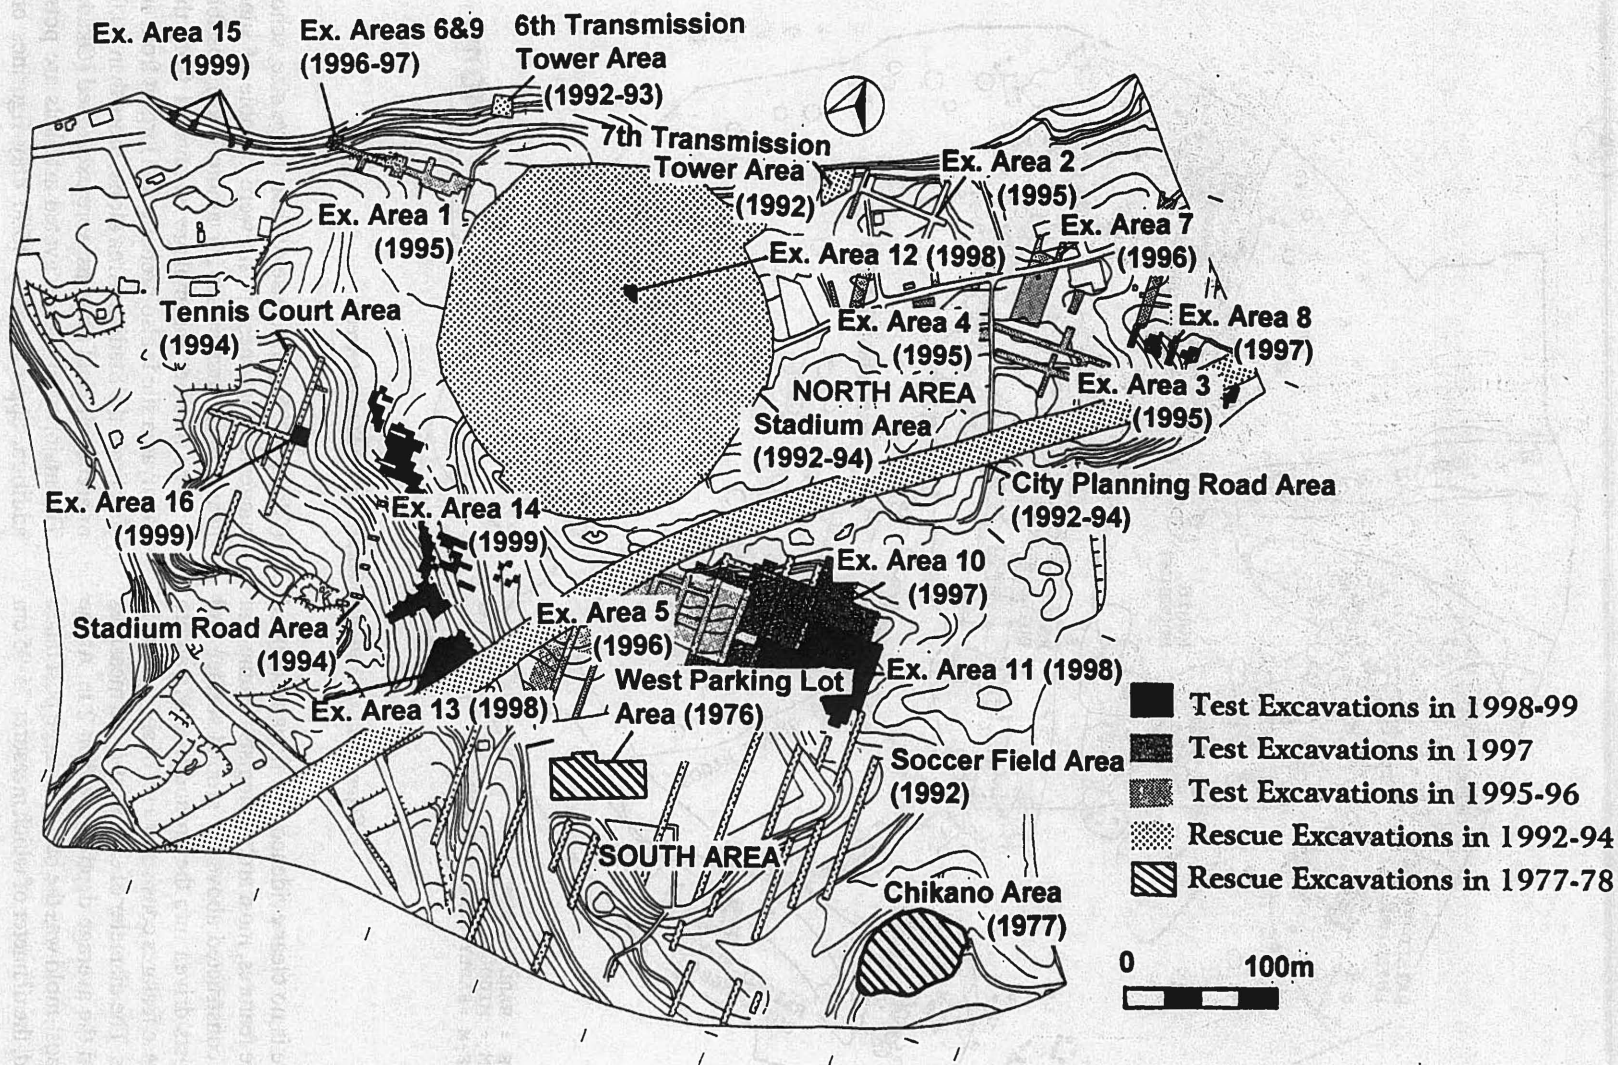 Ex. Area 15
(1999)
Ex. Areas 6&9
(1996-97)
6th Transmission
Tower Area
(1992-93)
7th Transmission
Tower Area
(1992)
Ex. Area 2
(1995)
Ex. Area 1
(1995)
Ex. Area 7
(1996)
Ex. Area 12 (1998)
Tennis Court Area
(1994)
Ex. Area 4
(1995)
Ex. Area 8
(1997)
NORTH AREA
Ex. Area 3
(1995)
Stadium Area
(1992-94)
Ex. Area 16
(1999)
Ex. Area 14
(1999)
City Planning Road Area
(1992-94)
Ex. Area 10
(1997)
Ex. Area 5
(1996)
Stadium Road Area
(1994)
West Parking Lot
Area (1976)
Ex. Area 11 (1998)
Ex. Area 13 (1998)
Soccer Field Area
(1992)
SOUTH AREA
Chikano Area
(1977)
Test Excavations in 1998-99
Test Excavations in 1997
Test Excavations in 1995-96
Rescue Excavations in 1992-94
Rescue Excavations in 1977-78
0 100m